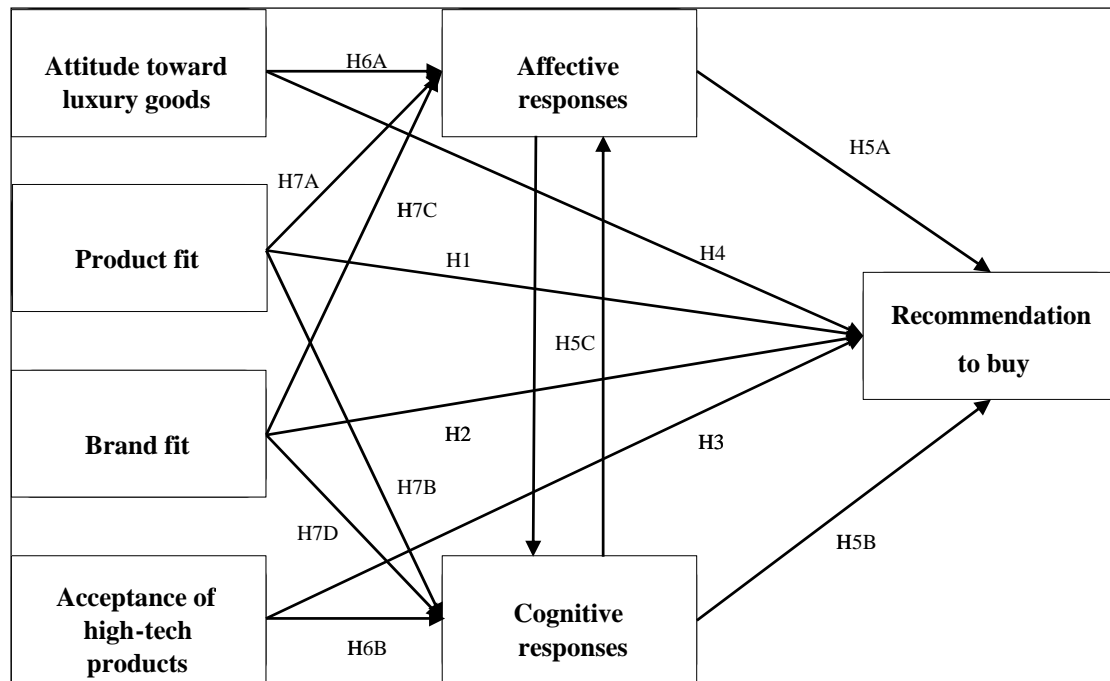 Attitude toward
luxury goods
H6A
Affective
responses
H5A
H7A
H7C
Product fit
H1
H4
Recommendation
to buy
H5C
Brand fit
H2
H3
H7B
H7D
H5B
Acceptance of
high-tech
products
H6B
Cognitive
responses